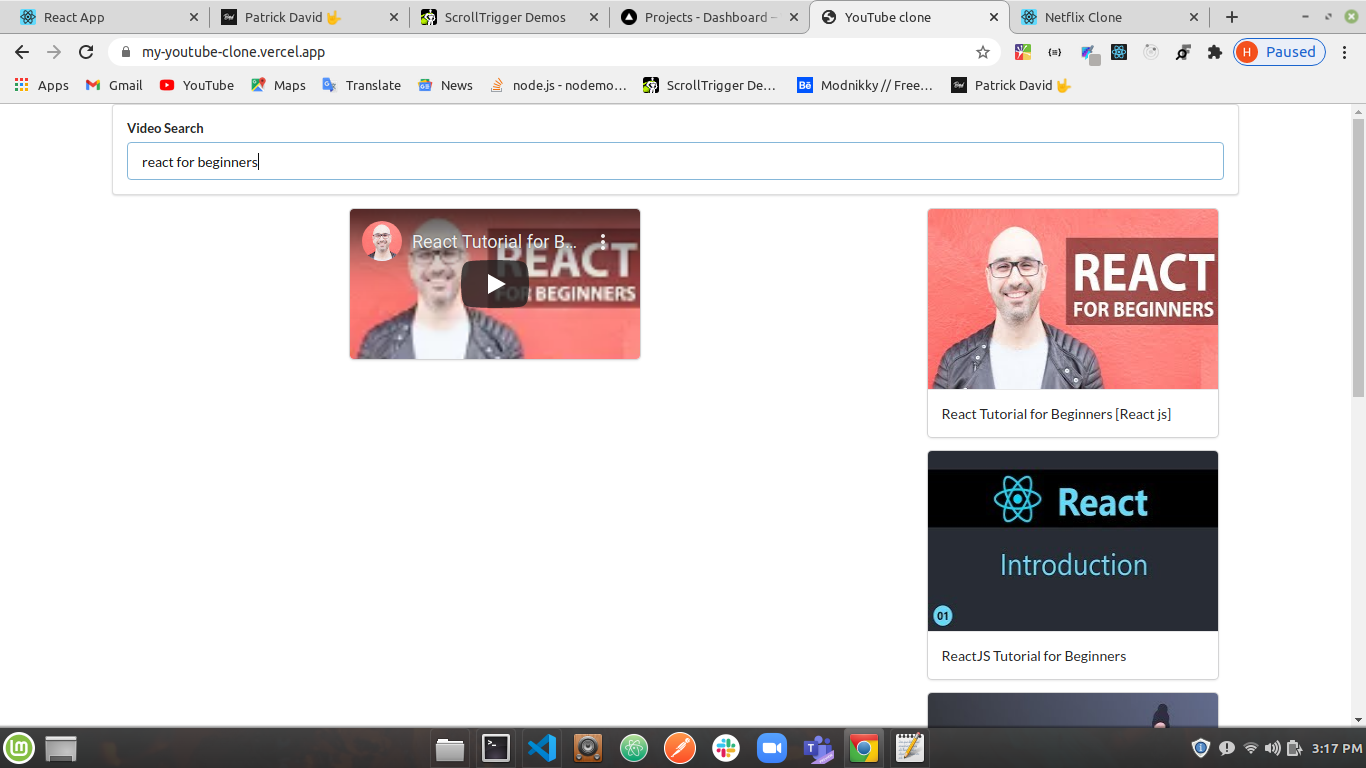 React App
Patrick David 🤟
ScrollTrigger Demos
Projects - Dashboard –
YouTube clone
Netflix Clone
my-youtube-clone.vercel.app
H Paused
Apps
Gmail
YouTube
Maps
Translate
News
node.js - nodemo…
ScrollTrigger De…
Bē Modnikky // Free…
Patrick David 🤟
Video Search
react for beginners
React Tutorial for B...
REACT
FOR BEGINNERS
REACT
FOR BEGINNERS
React Tutorial for Beginners [React js]
React
Introduction
01
ReactJS Tutorial for Beginners
3:17 PM